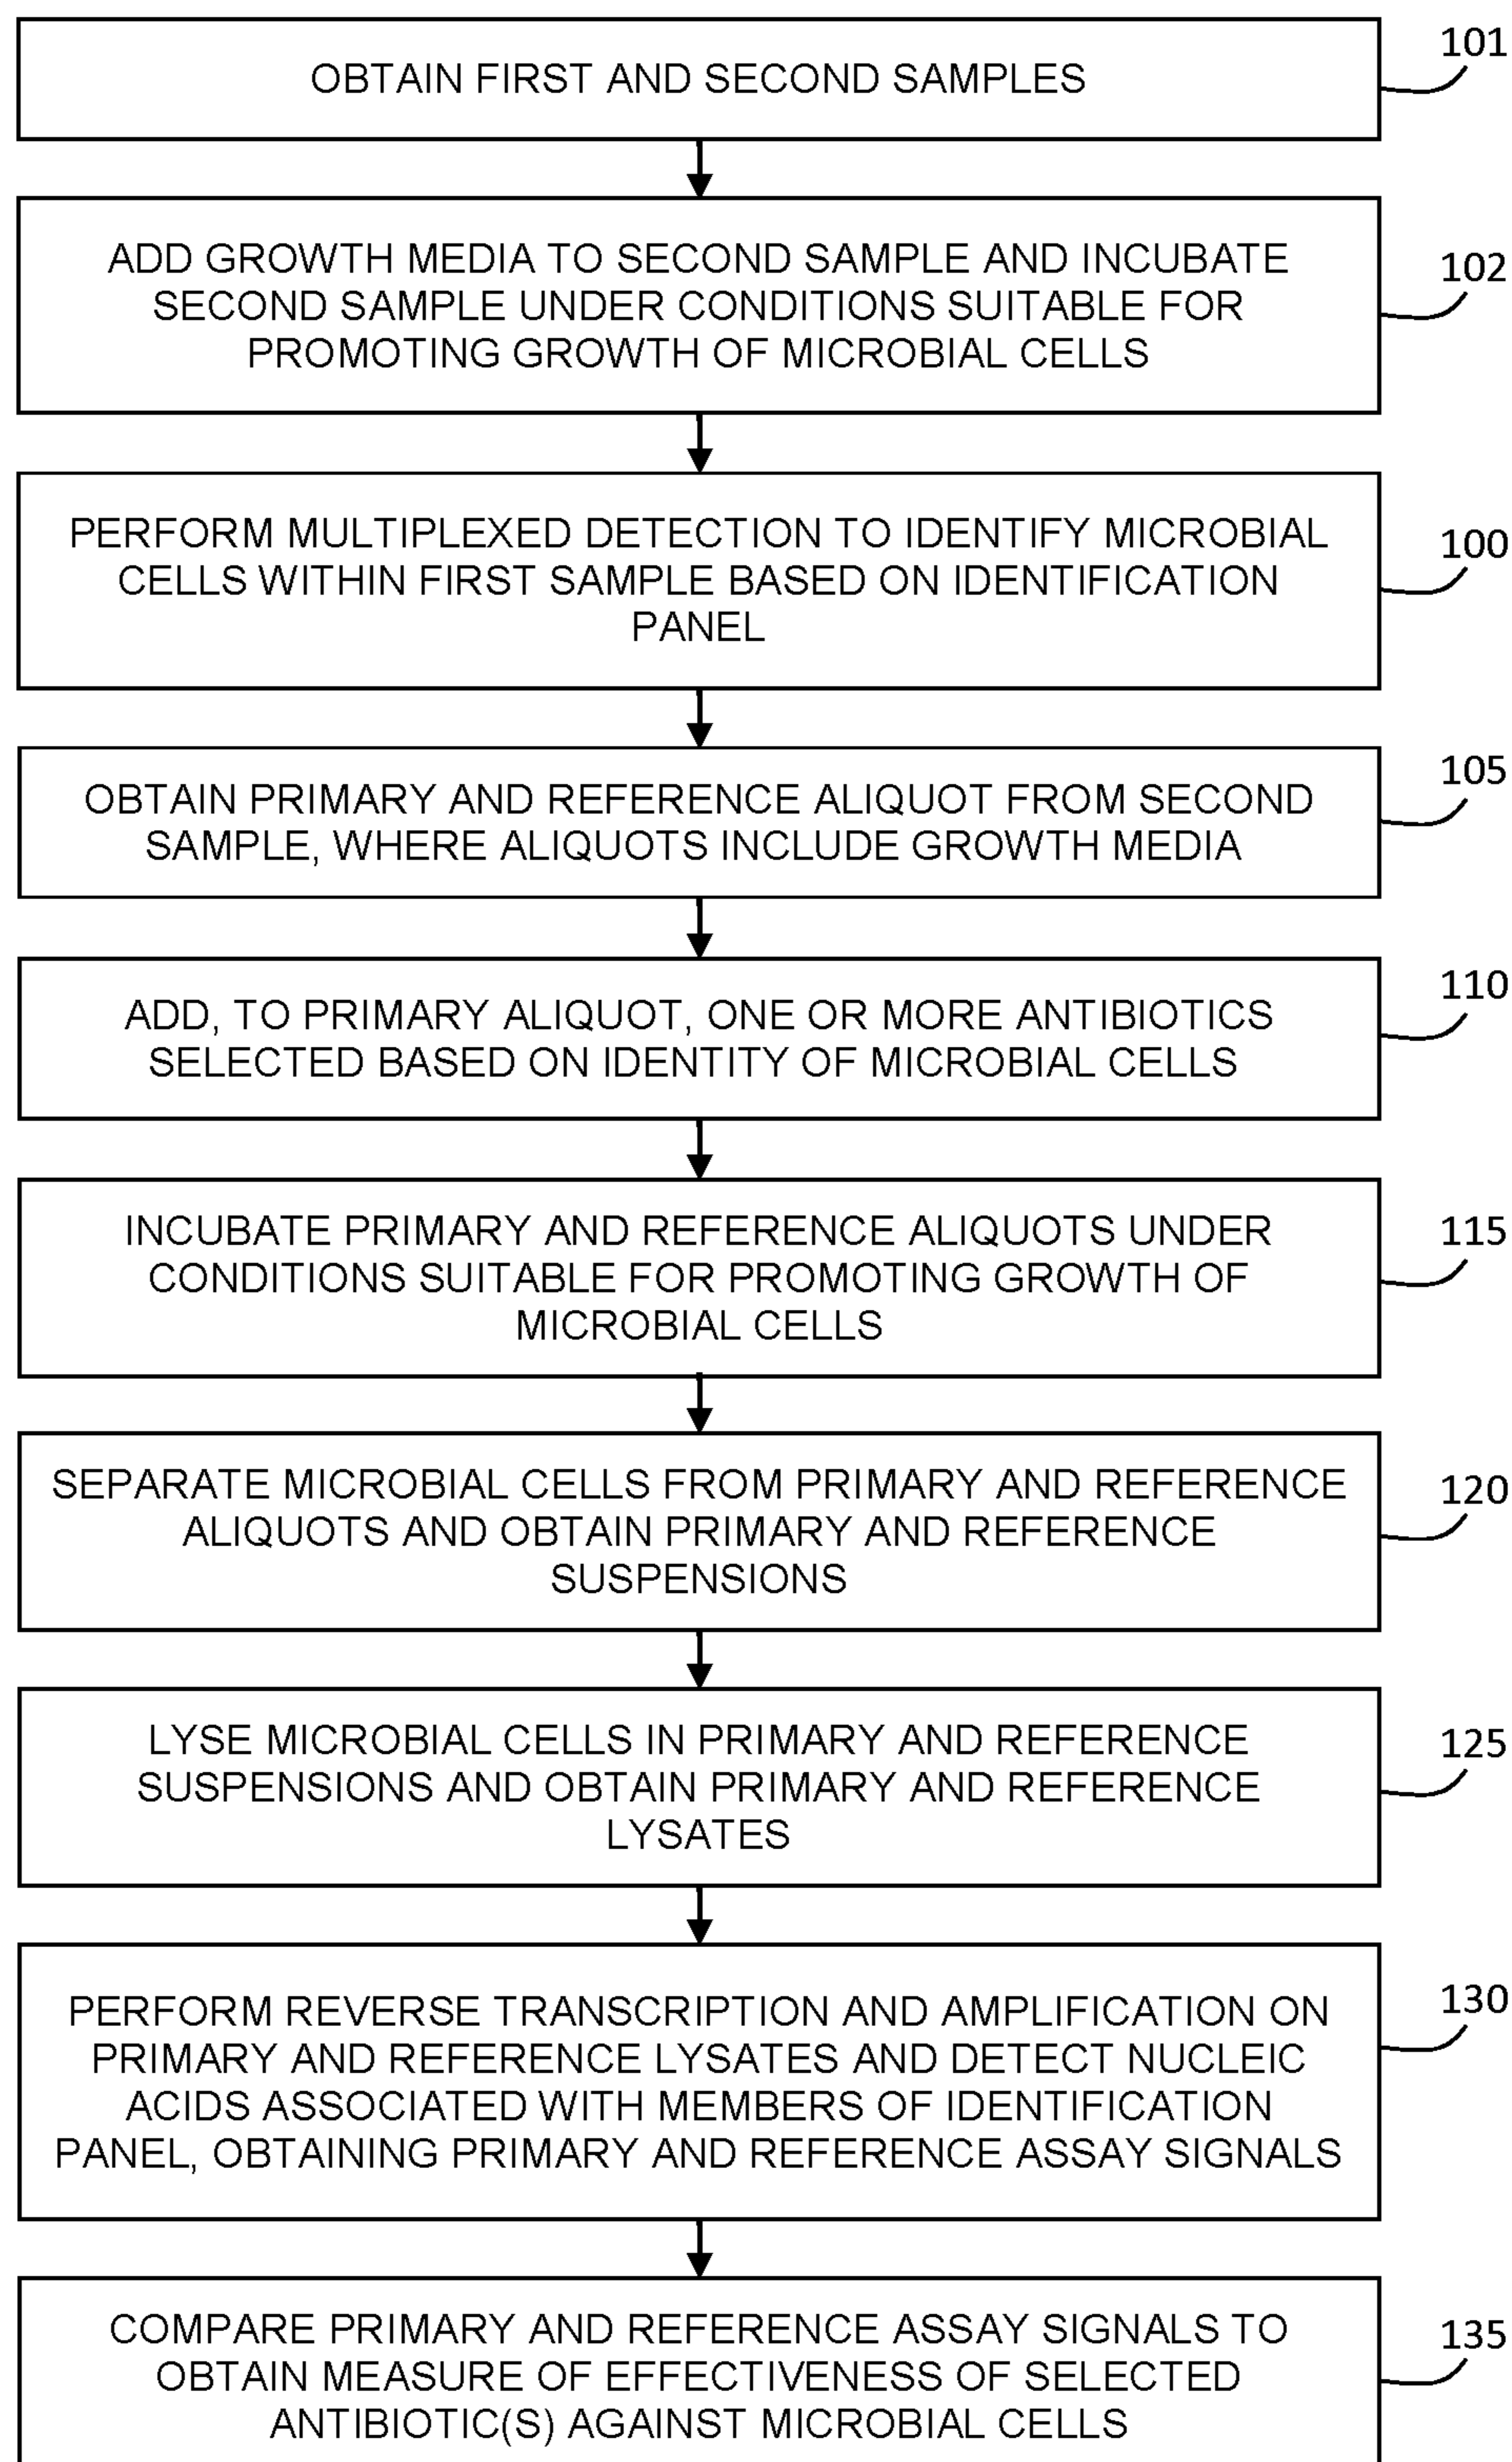 OBTAIN FIRST AND SECOND SAMPLES
101
ADD GROWTH MEDIA TO SECOND SAMPLE AND INCUBATE
SECOND SAMPLE UNDER CONDITIONS SUITABLE FOR
PROMOTING GROWTH OF MICROBIAL CELLS
102
PERFORM MULTIPLEXED DETECTION TO IDENTIFY MICROBIAL
CELLS WITHIN FIRST SAMPLE BASED ON IDENTIFICATION
PANEL
100
OBTAIN PRIMARY AND REFERENCE ALIQUOT FROM SECOND
SAMPLE, WHERE ALIQUOTS INCLUDE GROWTH MEDIA
105
ADD, TO PRIMARY ALIQUOT, ONE OR MORE ANTIBIOTICS
SELECTED BASED ON IDENTITY OF MICROBIAL CELLS
110
INCUBATE PRIMARY AND REFERENCE ALIQUOTS UNDER
CONDITIONS SUITABLE FOR PROMOTING GROWTH OF
MICROBIAL CELLS
115
SEPARATE MICROBIAL CELLS FROM PRIMARY AND REFERENCE
ALIQUOTS AND OBTAIN PRIMARY AND REFERENCE
SUSPENSIONS
120
LYSE MICROBIAL CELLS IN PRIMARY AND REFERENCE
SUSPENSIONS AND OBTAIN PRIMARY AND REFERENCE
LYSATES
125
PERFORM REVERSE TRANSCRIPTION AND AMPLIFICATION ON
PRIMARY AND REFERENCE LYSATES AND DETECT NUCLEIC
ACIDS ASSOCIATED WITH MEMBERS OF IDENTIFICATION
PANEL, OBTAINING PRIMARY AND REFERENCE ASSAY SIGNALS
130
COMPARE PRIMARY AND REFERENCE ASSAY SIGNALS TO
OBTAIN MEASURE OF EFFECTIVENESS OF SELECTED
ANTIBIOTIC(S) AGAINST MICROBIAL CELLS
135